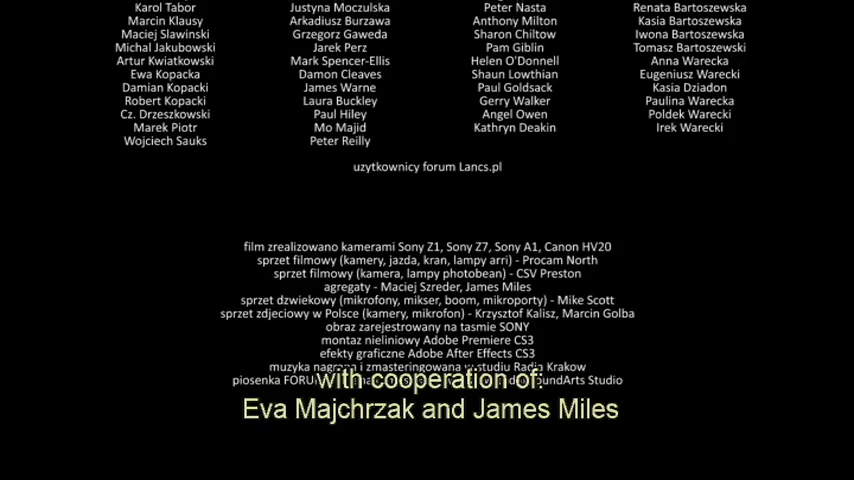 Karol Tabor Justyna Moczulska Peter Nasta Renata Bartoszewska
Marcin Klausy Arkadiusz Burzawa Anthony Milton Kasia Bartoszewska
Maciej Slawinski Grzegorz Gaweda Sharon Chiltow Iwona Bartoszewska
Michal Jakubowski Jarek Perz Pam Giblin Tomasz Bartoszewski
Artur Kwiatkowski Mark Spencer-Ellis Helen O'Donnell Anna Warecka
Ewa Kopacka Damon Cleaves Shaun Lowthian Eugeniusz Warecki
Damian Kopacki James Warne Paul Goldsack Kasia Dziadon
Robert Kopacki Laura Buckley Gerry Walker Paulina Warecka
Cz. Drzeszkowski Paul Hiley Angel Owen Poldek Warecki
Marek Piotr Mo Majid Kathryn Deakin Irek Warecki
Wojciech Sauks Peter Reilly
uzytkownicy forum Lancs.pl
film zrealizowano kamerami Sony Z1, Sony Z7, Sony A1, Canon HV20
sprzet filmowy (kamery, jazda, kran, lampy arri) - Procam North
sprzet filmowy (kamera, lampy photobean) - CSV Preston
agregaty - Maciej Szreder, James Miles
sprzet dzwiekowy (mikrofony, mikser, boom, mikroporty) - Mike Scott
sprzet zdjeciowy w Polsce (kamery, mikrofon) - Krzysztof Kalisz, Marcin Golba
obraz zarejestrowany na tasmie SONY
montaz nieliniowy Adobe Premiere CS3
efekty graficzne Adobe After Effects CS3
muzyka nagrana i zmasteringowana w studiu Radia Krakow
piosenka SoundArts Studio
with cooperation of:
Eva Majchrzak and James Miles